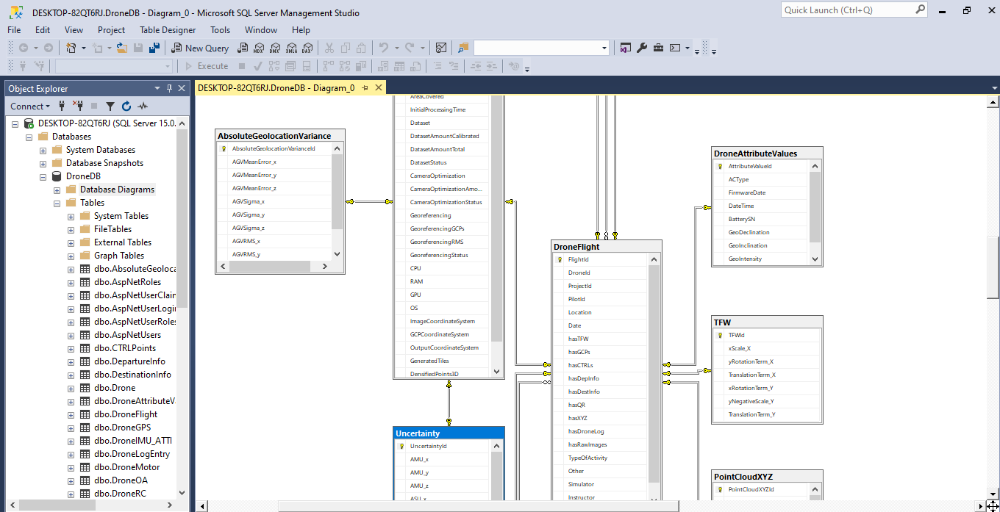 DESKTOP-82QT6RJ.DroneDB - Diagram_0 - Microsoft SQL Server Management Studio
Quick Launch (Ctrl+Q)
File Edit View Project Table Designer Tools Window Help
New Query MDX DMX XMLA DAX
Execute
Object Explorer
Connect
DESKTOP-82QT6RJ (SQL Server 15.0.
Databases
System Databases
Database Snapshots
DroneDB
Database Diagrams
Tables
System Tables
FileTables
External Tables
Graph Tables
dbo.AbsoluteGeoloca
dbo.AspNetRoles
dbo.AspNetUserClain
dbo.AspNetUserLogi
dbo.AspNetUserRoles
dbo.AspNetUsers
dbo.CTRLPoints
dbo.DepartureInfo
dbo.DestinationInfo
dbo.Drone
dbo.DroneAttributeV
dbo.DroneFlight
dbo.DroneGPS
dbo.DroneIMU_ATTI
dbo.DroneLogEntry
dbo.DroneMotor
dbo.DroneOA
dbo.DroneRC
DESKTOP-82QT6RJ.DroneDB - Diagram_0
AbsoluteGeolocationVariance
AbsoluteGeolocationVarianceId
AGVMeanError_x
AGVMeanError_y
AGVMeanError_z
AGVSigma_x
AGVSigma_y
AGVSigma_z
AGVRMS_x
AGVRMS_y
AreaCovered
InitialProcessingTime
Dataset
DatasetAmountCalibrated
DatasetAmountTotal
DatasetStatus
CameraOptimization
CameraOptimizationAmo...
CameraOptimizationStatus
Georeferencing
GeoreferencingGCPs
GeoreferencingRMS
GeoreferencingStatus
CPU
RAM
GPU
OS
ImageCoordinateSystem
GCPCoordinateSystem
OutputCoordinateSystem
GeneratedTiles
DensifiedPoints3D
Uncertainty
UncertaintyId
AMU_x
AMU_y
AMU_z
ASU_x
DroneFlight
FlightId
DroneId
ProjectId
PilotId
Location
Date
hasTFW
hasGCPs
hasCTRLs
hasDepInfo
hasDestInfo
hasQR
hasXYZ
hasDroneLog
hasRawImages
TypeOfActivity
Other
Simulator
Instructor
DroneAttributeValues
AttributeValueId
ACType
FirmwareDate
DateTime
BatterySN
GeoDeclination
GeoInclination
GeoIntensity
TFW
TFWId
xScale_X
yRotationTerm_X
TranslationTerm_X
xRotationTerm_Y
yNegativeScale_Y
TranslationTerm_Y
PointCloudXYZ
PointCloudXYZId